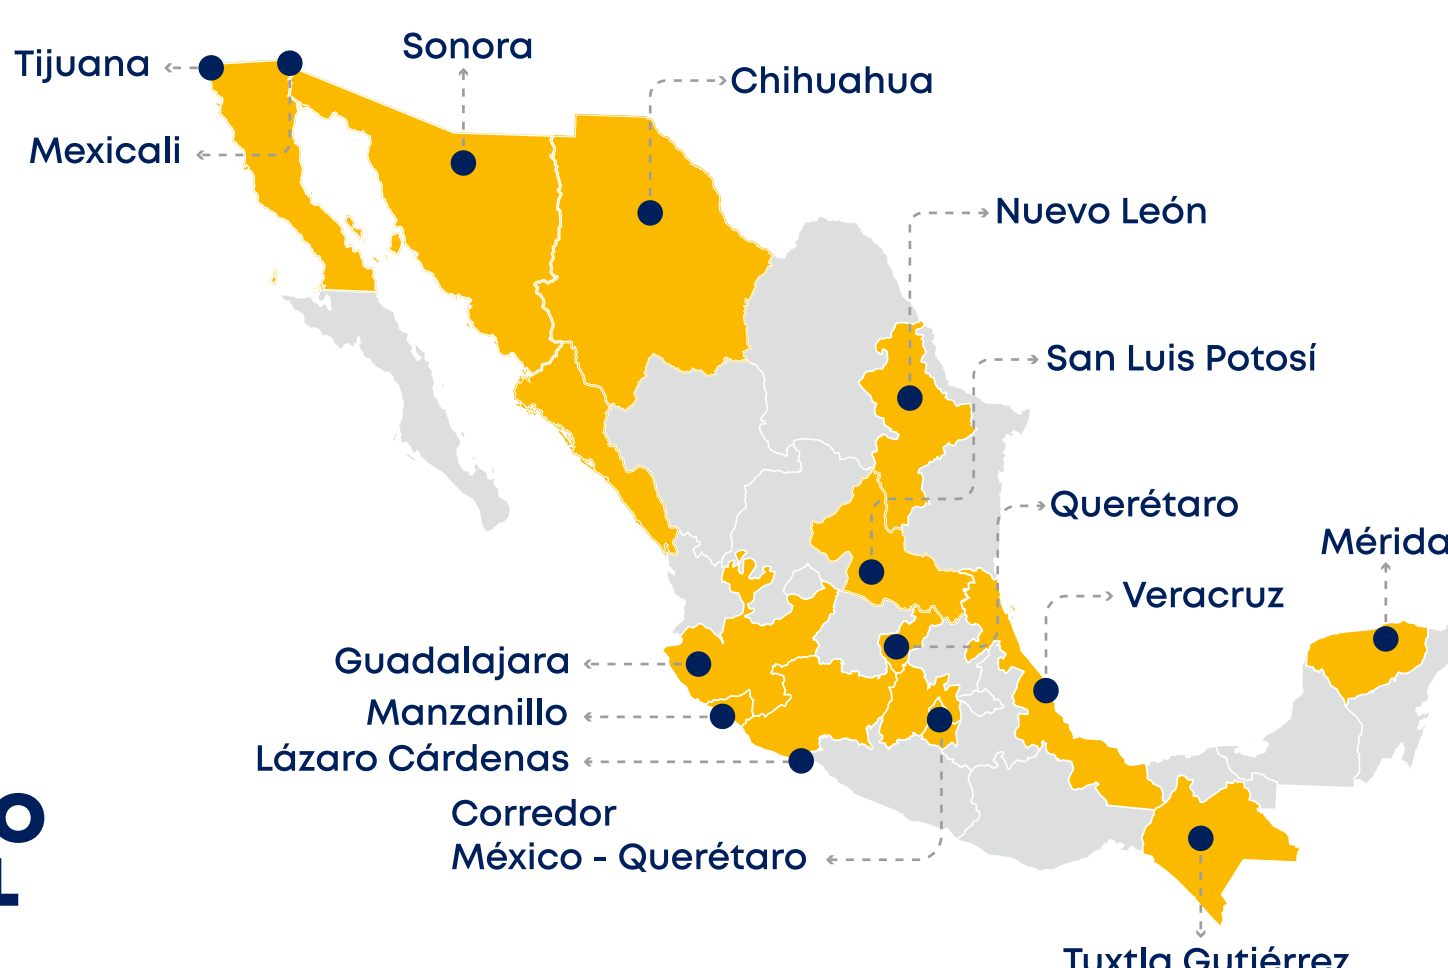 Sonora
Tijuana
Chihuahua
Mexicali
Nuevo León
San Luis Potosí
Querétaro
Mérida
Veracruz
Guadalajara
Manzanillo
Lázaro Cárdenas
Corredor
México - Querétaro
Tuxtla Gutiérrez